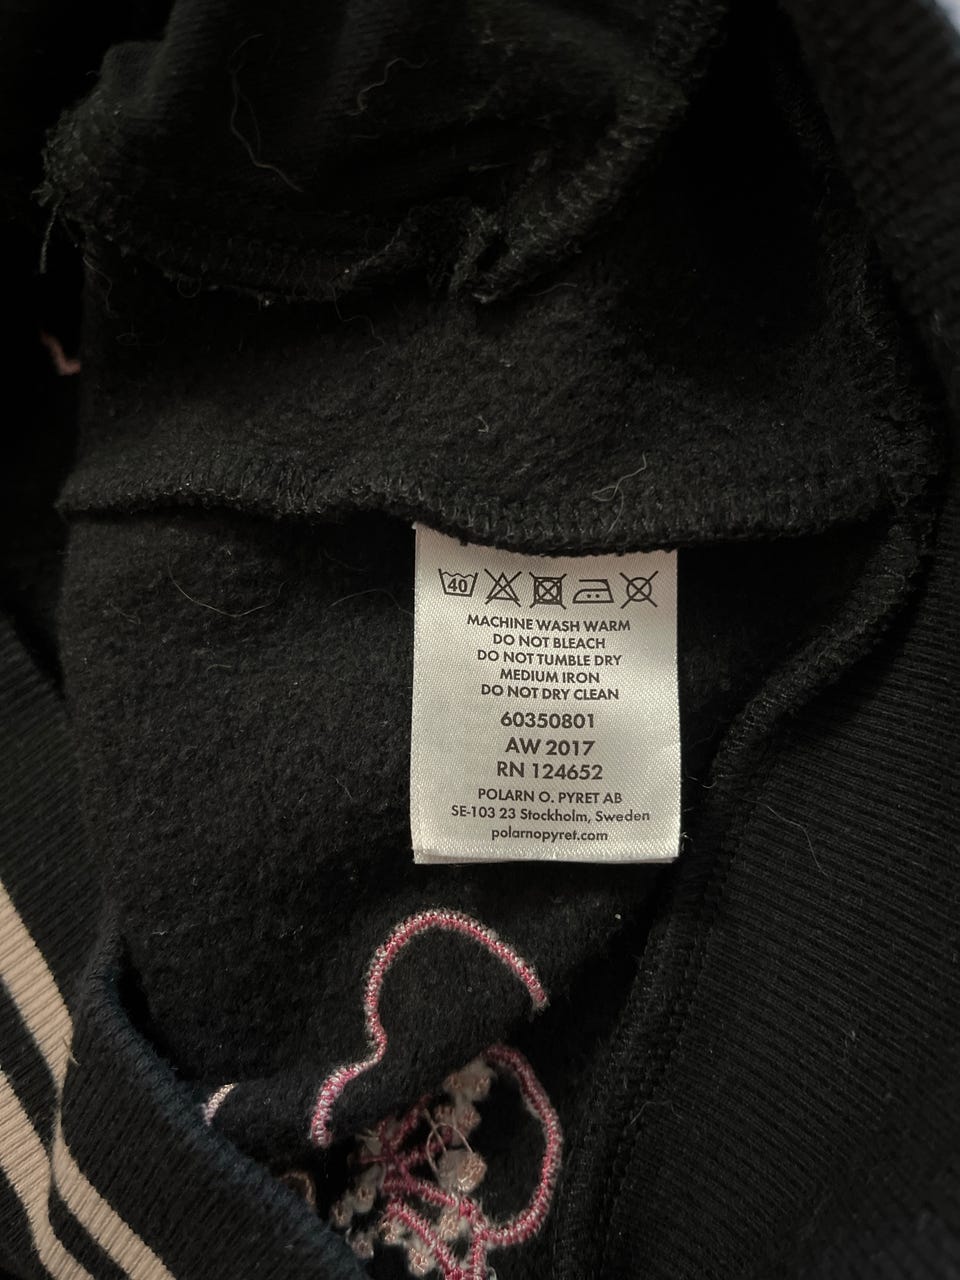 40
MACHINE WASH WARM
DO NOT BLEACH
DO NOT TUMBLE DRY
MEDIUM IRON
DO NOT DRY CLEAN
60350801
AW 2017
RN 124652
POLARN O. PYRET AB
SE-103 23 Stockholm, Sweden
polarnopyret.com